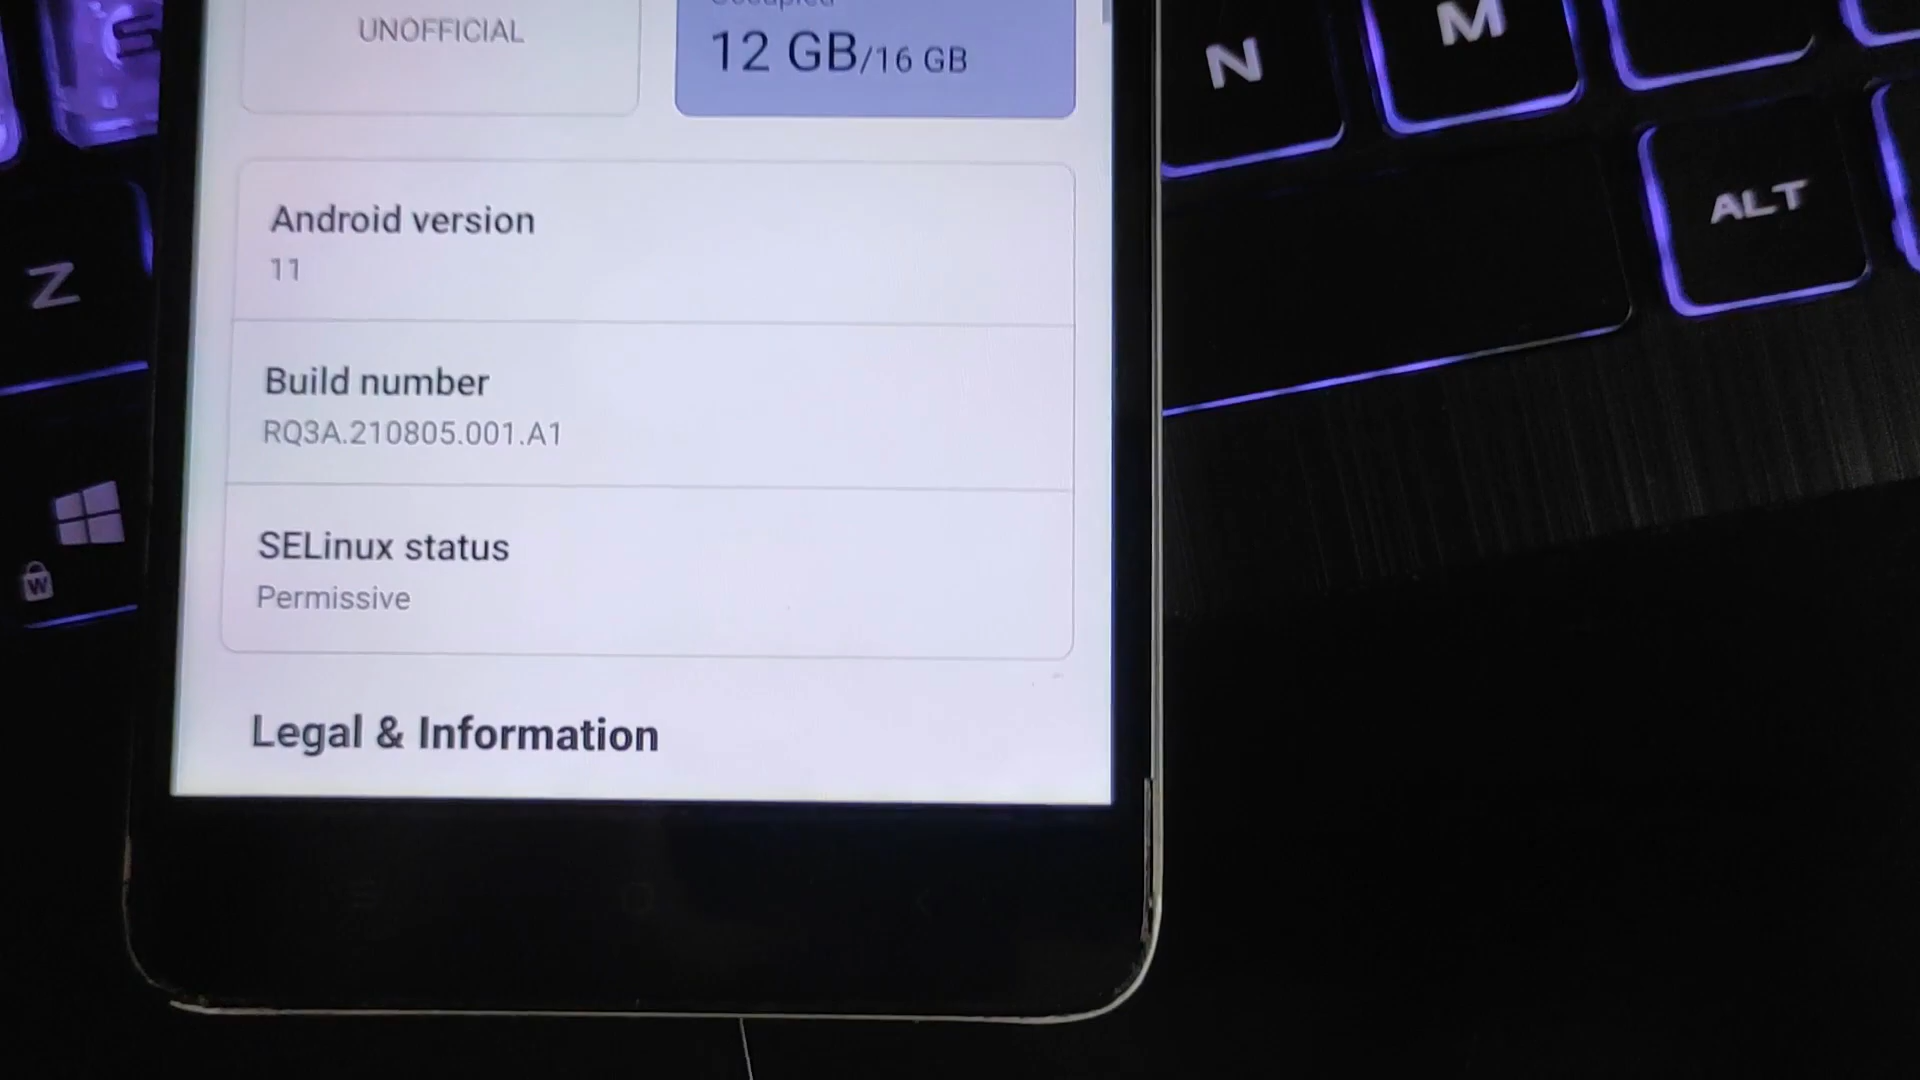 UNOFFICIAL
Occupied
12 GB/16 GB
Android version
11
Build number
RQ3A.210805.001.A1
SELinux status
Permissive
Legal & Information
N
M
ALT
Z
W